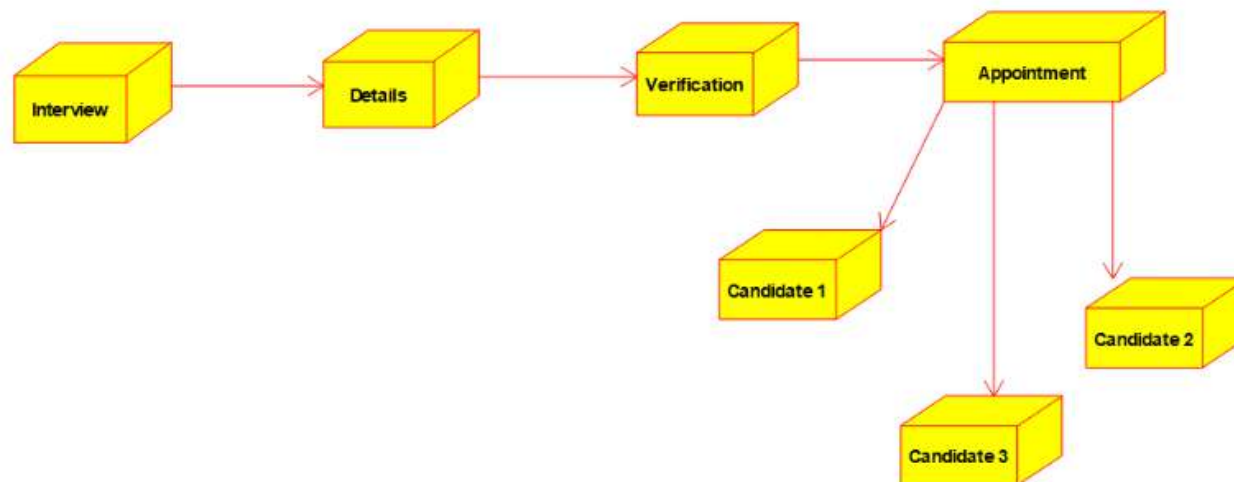 Interview
Details
Verification
Appointment
Candidate 1
Candidate 2
Candidate 3